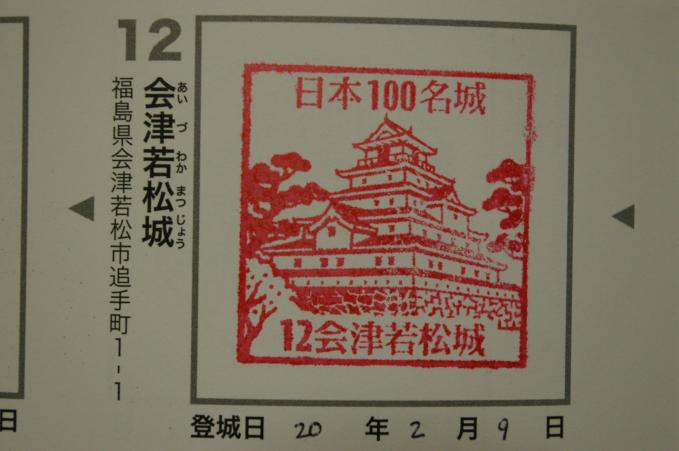 12
会津若松城
あいづわかまつじょう
福島県会津若松市追手町1-1
日本100名城
12会津若松城
登城日 20 年 2 月 9 日
日